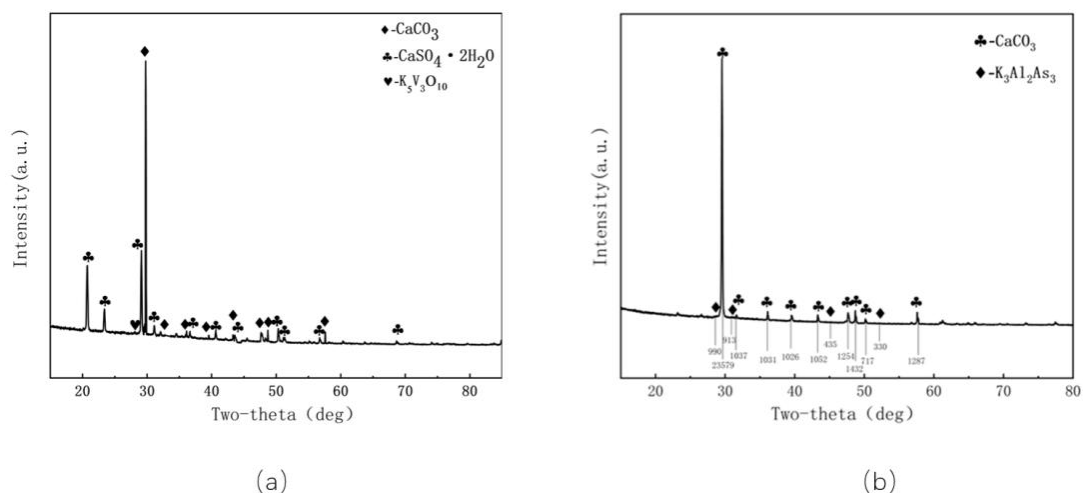 ♦-CaCO₃
♣-CaSO₄·2H₂O
♥-K₅V₃O₁₀
Intensity(a.u.)
20 30 40 50 60 70 80
Two-theta (deg)
(a)
♣-CaCO₃
♦-K₃Al₂As₃
Intensity(a.u.)
990
23579
913
1037
1031
1026
1052
435
1254
1432
717
330
1287
20 30 40 50 60 70 80
Two-theta (deg)
(b)